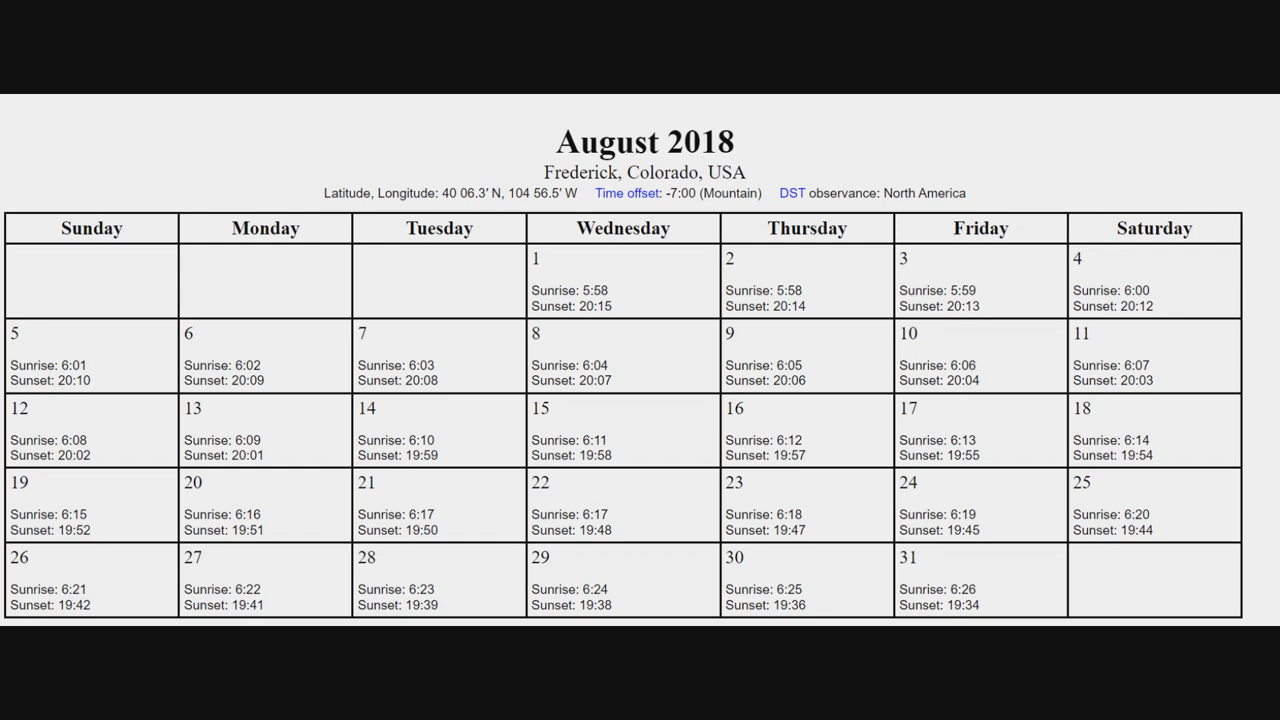 August 2018
Frederick, Colorado, USA
Latitude, Longitude: 40 06.3′ N, 104 56.5′ W Time offset: -7:00 (Mountain) DST observance: North America
Sunday Monday Tuesday Wednesday Thursday Friday Saturday
1 2 3 4
Sunrise: 5:58 Sunrise: 5:58 Sunrise: 5:59 Sunrise: 6:00
Sunset: 20:15 Sunset: 20:14 Sunset: 20:13 Sunset: 20:12
5 6 7 8 9 10 11
Sunrise: 6:01 Sunrise: 6:02 Sunrise: 6:03 Sunrise: 6:04 Sunrise: 6:05 Sunrise: 6:06 Sunrise: 6:07
Sunset: 20:10 Sunset: 20:09 Sunset: 20:08 Sunset: 20:07 Sunset: 20:06 Sunset: 20:04 Sunset: 20:03
12 13 14 15 16 17 18
Sunrise: 6:08 Sunrise: 6:09 Sunrise: 6:10 Sunrise: 6:11 Sunrise: 6:12 Sunrise: 6:13 Sunrise: 6:14
Sunset: 20:02 Sunset: 20:01 Sunset: 19:59 Sunset: 19:58 Sunset: 19:57 Sunset: 19:55 Sunset: 19:54
19 20 21 22 23 24 25
Sunrise: 6:15 Sunrise: 6:16 Sunrise: 6:17 Sunrise: 6:17 Sunrise: 6:18 Sunrise: 6:19 Sunrise: 6:20
Sunset: 19:52 Sunset: 19:51 Sunset: 19:50 Sunset: 19:48 Sunset: 19:47 Sunset: 19:45 Sunset: 19:44
26 27 28 29 30 31
Sunrise: 6:21 Sunrise: 6:22 Sunrise: 6:23 Sunrise: 6:24 Sunrise: 6:25 Sunrise: 6:26
Sunset: 19:42 Sunset: 19:41 Sunset: 19:39 Sunset: 19:38 Sunset: 19:36 Sunset: 19:34